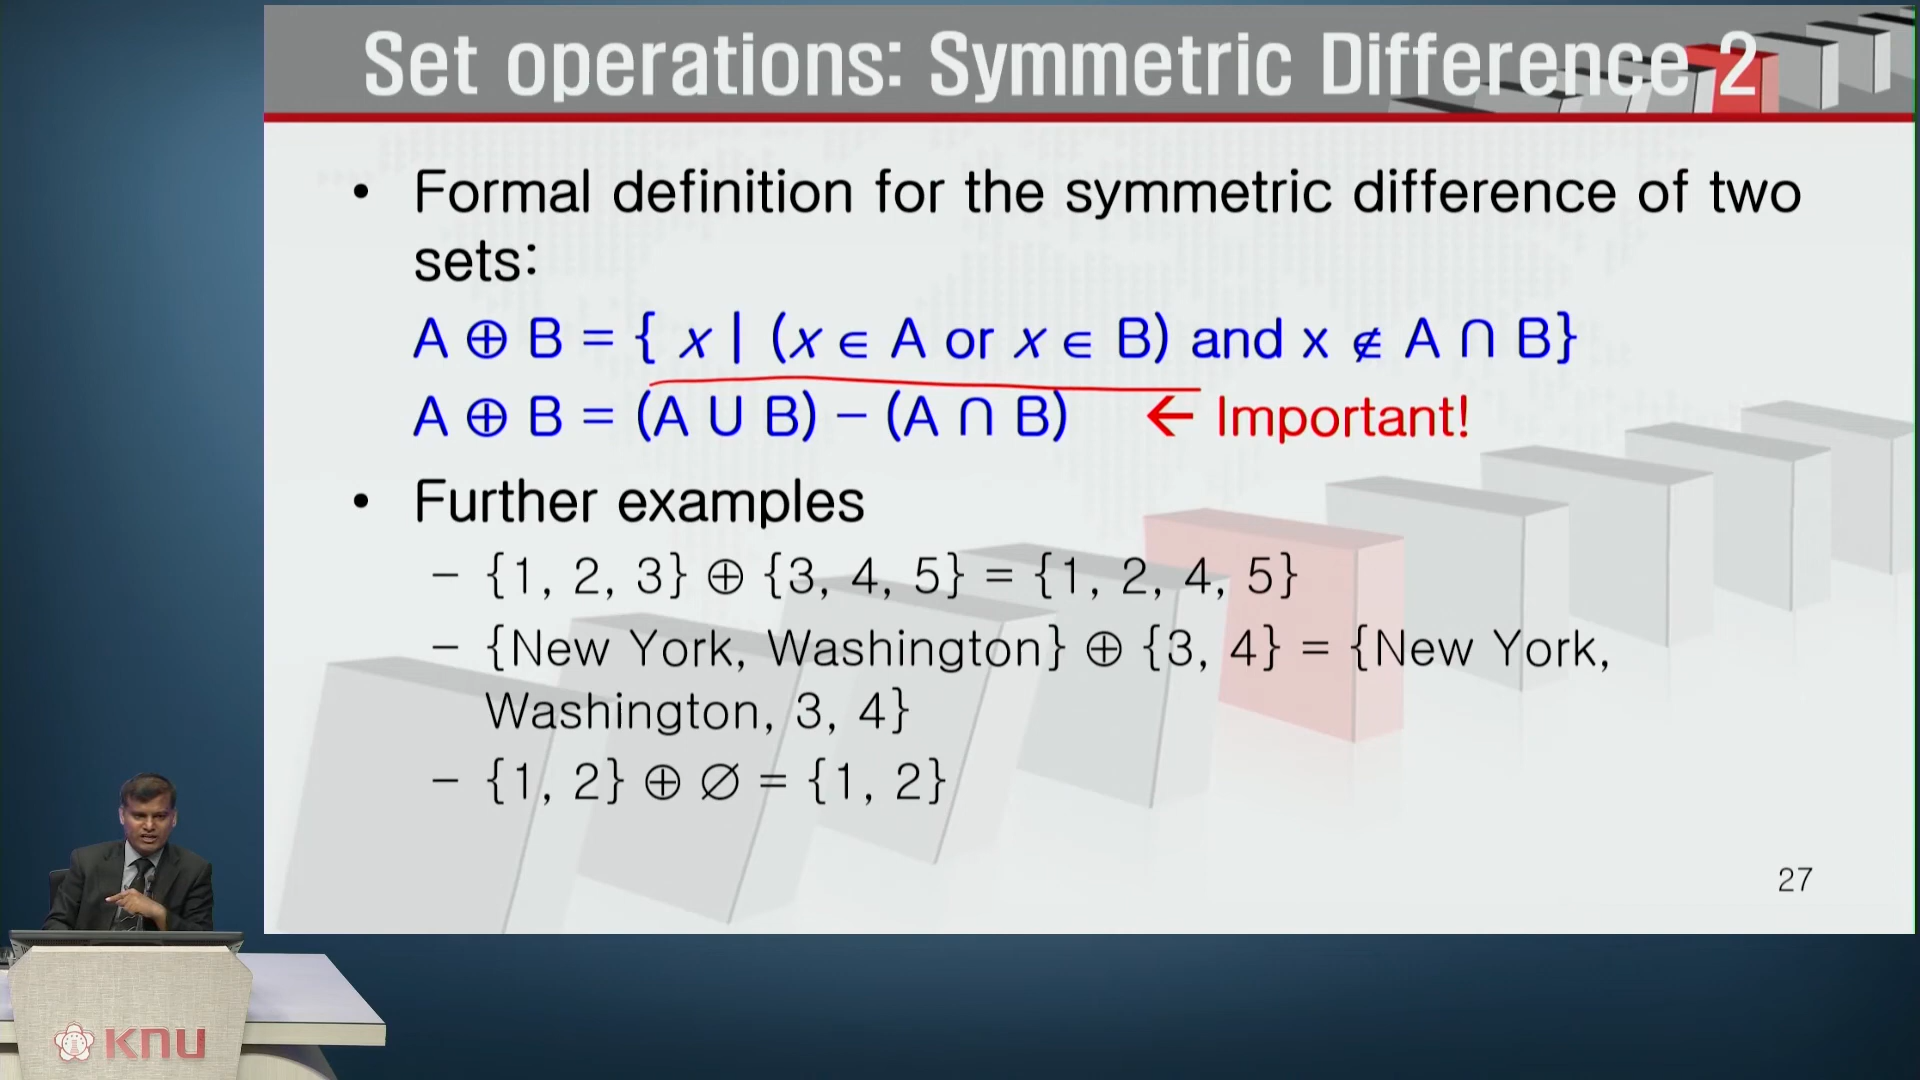 Set operations: Symmetric Difference 2
• Formal definition for the symmetric difference of two
sets:
A ⊕ B = { x | (x ∈ A or x ∈ B) and x ∉ A ∩ B}
A ⊕ B = (A U B) – (A ∩ B) ← Important!
• Further examples
– {1, 2, 3} ⊕ {3, 4, 5} = {1, 2, 4, 5}
– {New York, Washington} ⊕ {3, 4} = {New York,
Washington, 3, 4}
– {1, 2} ⊕ ∅ = {1, 2}
27
KNU